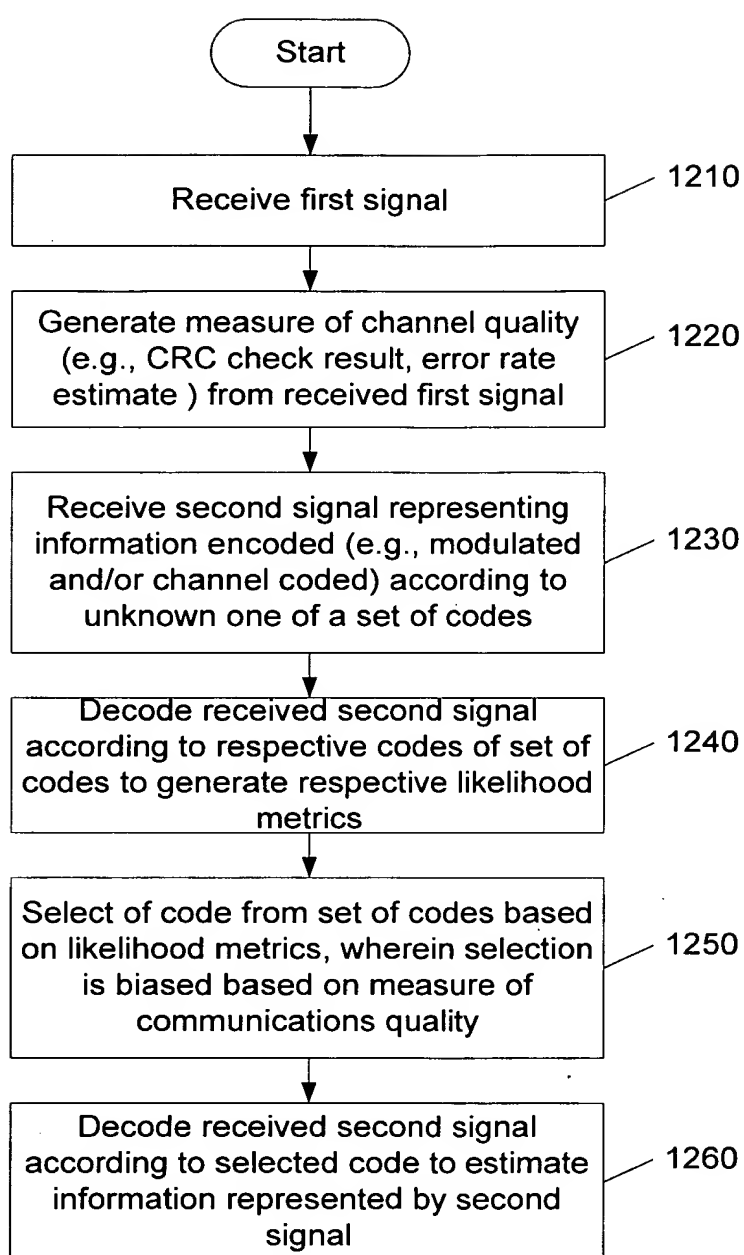 Start
Receive first signal
1210
Generate measure of channel quality
(e.g., CRC check result, error rate
estimate ) from received first signal
1220
Receive second signal representing
information encoded (e.g., modulated
and/or channel coded) according to
unknown one of a set of codes
1230
Decode received second signal
according to respective codes of set of
codes to generate respective likelihood
metrics
1240
Select of code from set of codes based
on likelihood metrics, wherein selection
is biased based on measure of
communications quality
1250
Decode received second signal
according to selected code to estimate
information represented by second
signal
1260